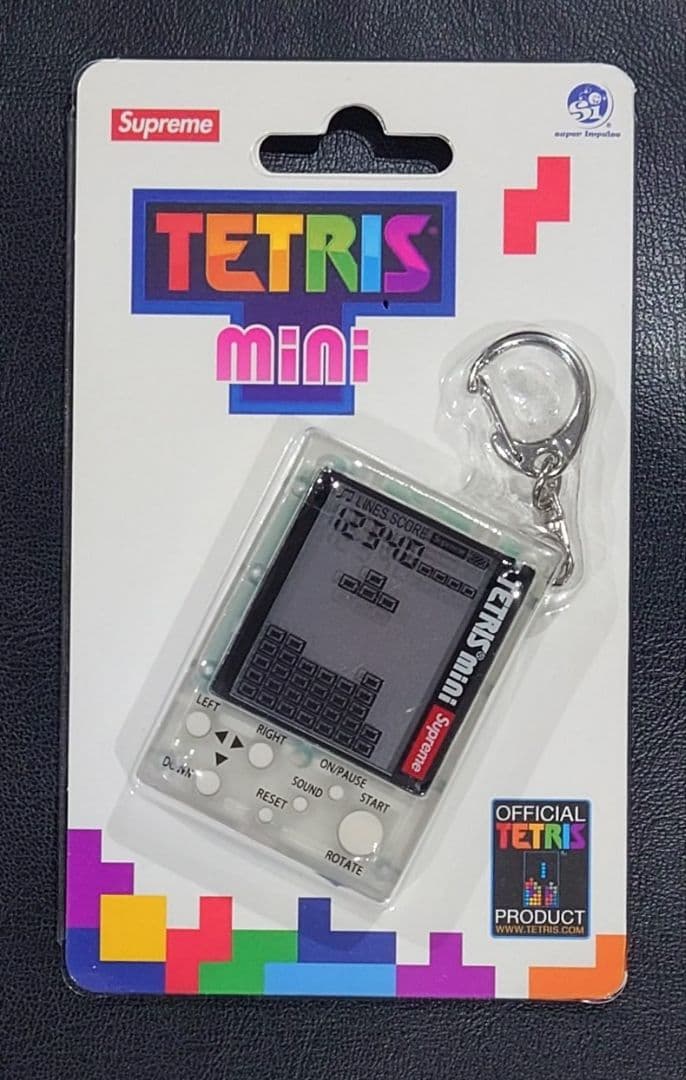 Supreme
super impulse
TETRIS
mini
LINES SCORE
12340
TETRIS mini
Supreme
LEFT
RIGHT
DOWN
ON/PAUSE
SOUND
START
RESET
ROTATE
OFFICIAL
TETRIS
PRODUCT
WWW.TETRIS.COM